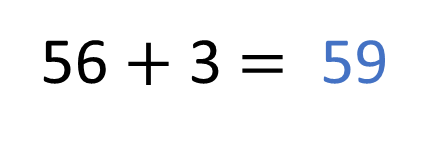 56 + 3 = 59